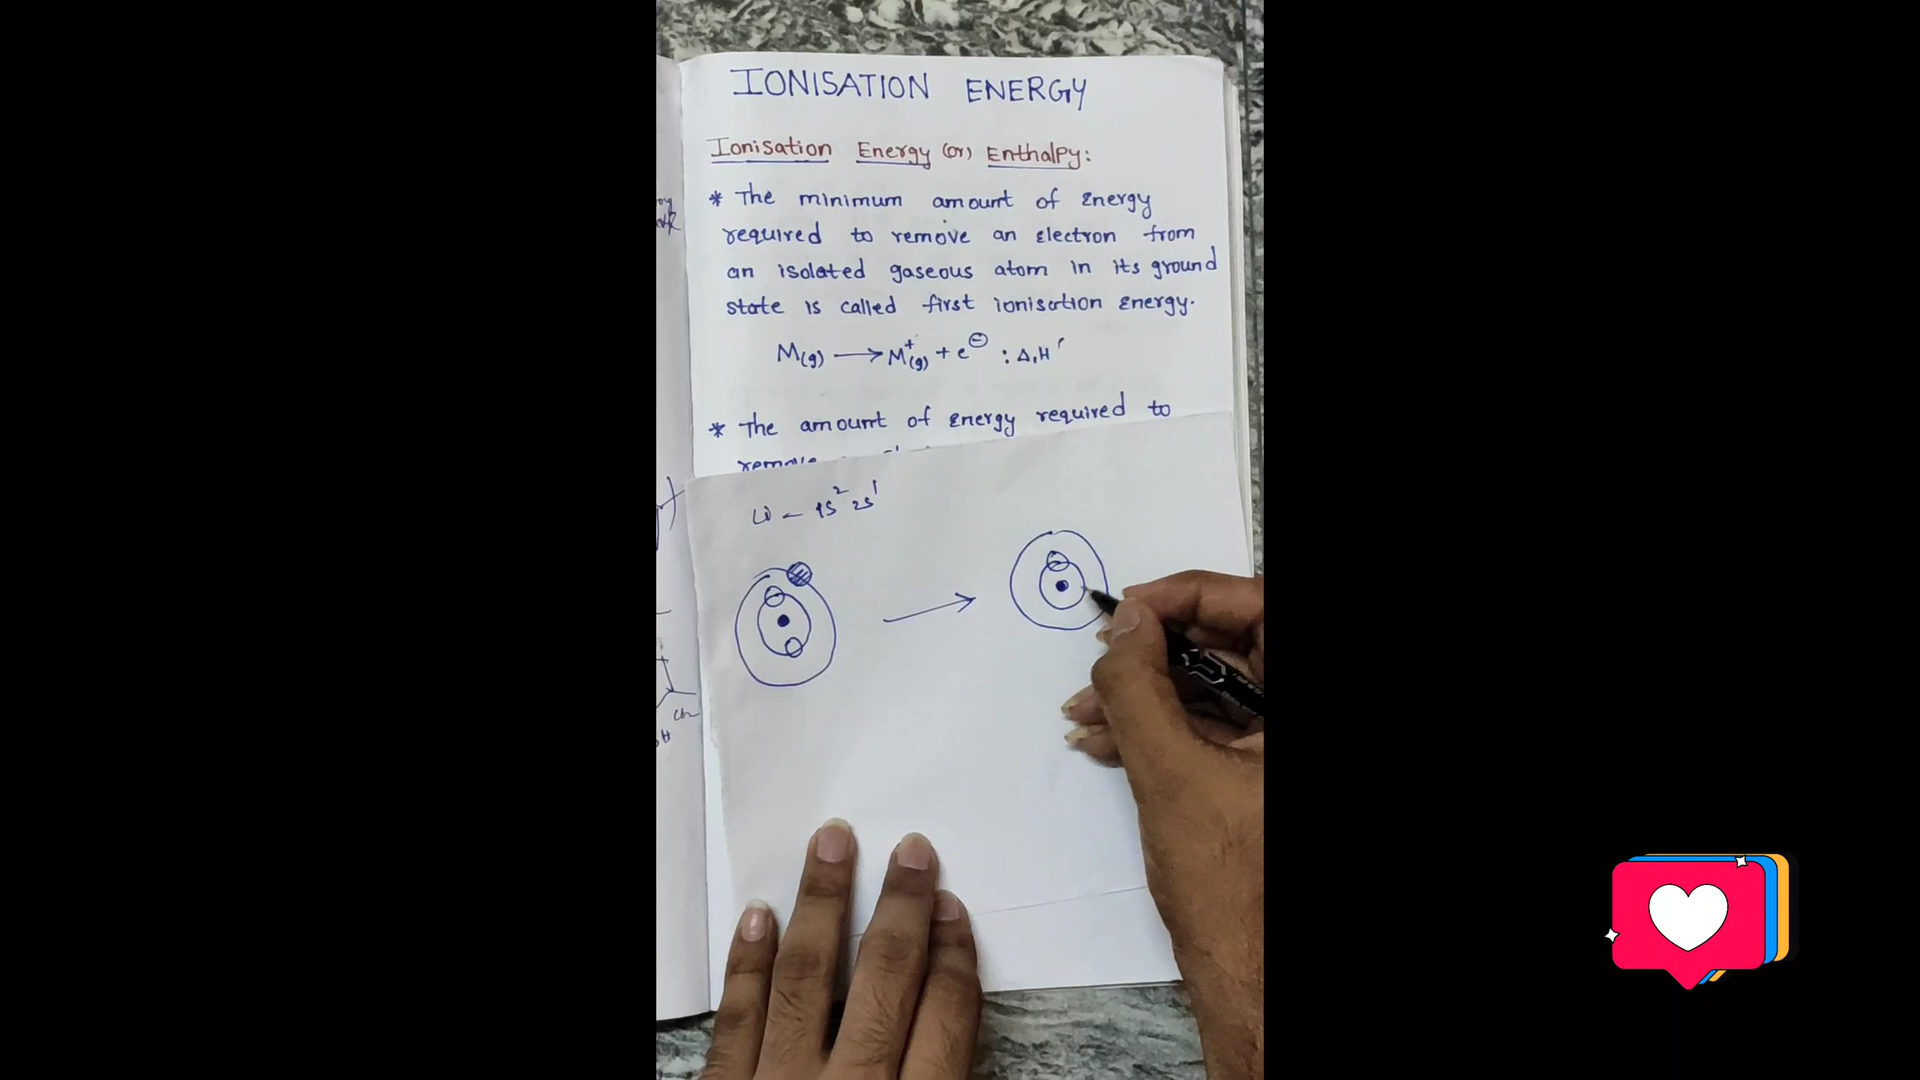 IONISATION ENERGY
Ionisation Energy (or) Enthalpy:
* The minimum amount of Energy
required to remove an Electron from
an isolated gaseous atom in its ground
state is called first ionisation Energy.
M(g) ⟶ M⁺(g) + e⊖ : Δ₁H
* The amount of Energy required to
Li - 1s² 2s¹